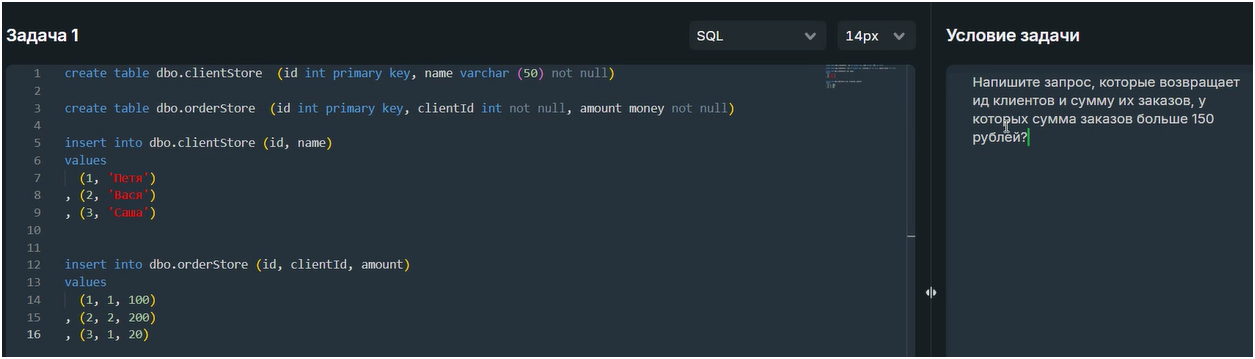 Задача 1
SQL
14px
Условие задачи
1 create table dbo.clientStore  (id int primary key, name varchar (50) not null)
2
3 create table dbo.orderStore  (id int primary key, clientId int not null, amount money not null)
4
5 insert into dbo.clientStore (id, name)
6 values
7   (1, 'Петя')
8 , (2, 'Вася')
9 , (3, 'Саша')
10
11
12 insert into dbo.orderStore (id, clientId, amount)
13 values
14   (1, 1, 100)
15 , (2, 2, 200)
16 , (3, 1, 20)
Напишите запрос, которые возвращает
ид клиентов и сумму их заказов, у
которых сумма заказов больше 150
рублей?